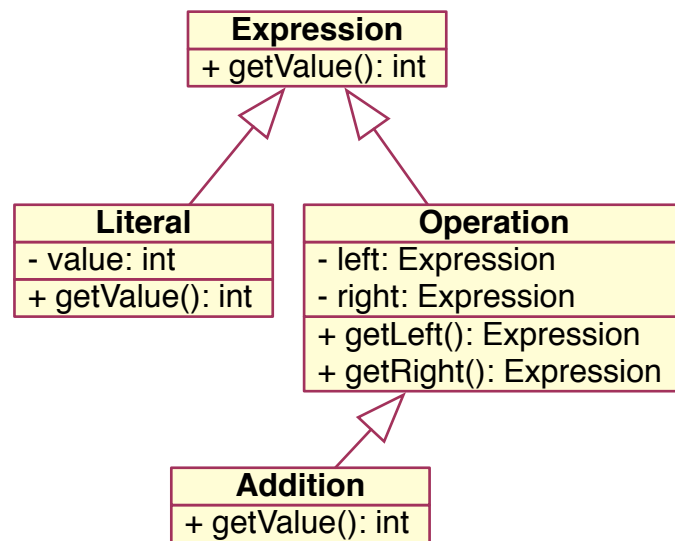 Expression
+ getValue(): int
Literal
- value: int
+ getValue(): int
Operation
- left: Expression
- right: Expression
+ getLeft(): Expression
+ getRight(): Expression
Addition
+ getValue(): int